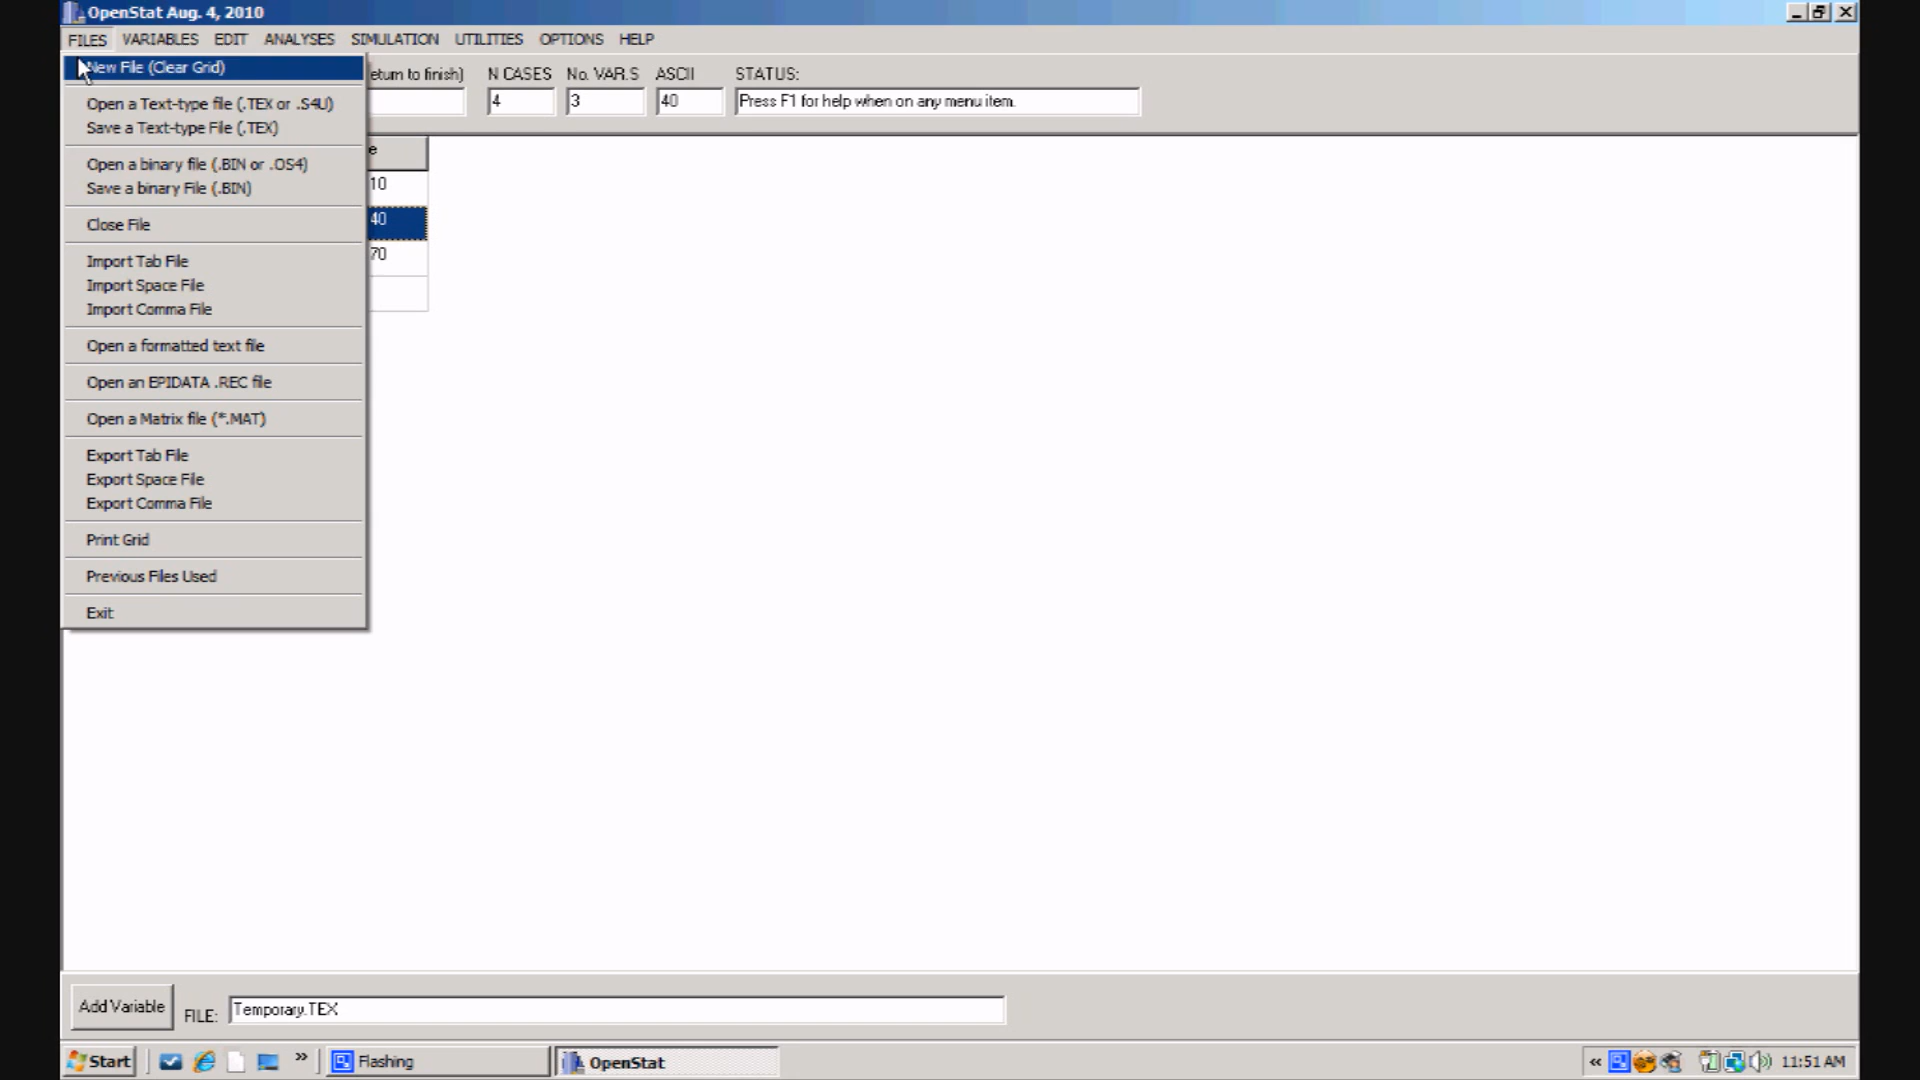 OpenStat Aug. 4, 2010
FILES VARIABLES EDIT ANALYSES SIMULATION UTILITIES OPTIONS HELP
New File (Clear Grid)
Open a Text-type file (.TEX or .S4U)
Save a Text-type File (.TEX)
Open a binary file (.BIN or .OS4)
Save a binary File (.BIN)
Close File
Import Tab File
Import Space File
Import Comma File
Open a formatted text file
Open an EPIDATA .REC file
Open a Matrix file (*.MAT)
Export Tab File
Export Space File
Export Comma File
Print Grid
Previous Files Used
Exit
eturn to finish) N CASES No. VAR.S ASCII STATUS:
4 3 40 Press F1 for help when on any menu item.
e
10
40
70
Add Variable FILE: Temporary.TEX
Start » Flashing OpenStat « 11:51 AM